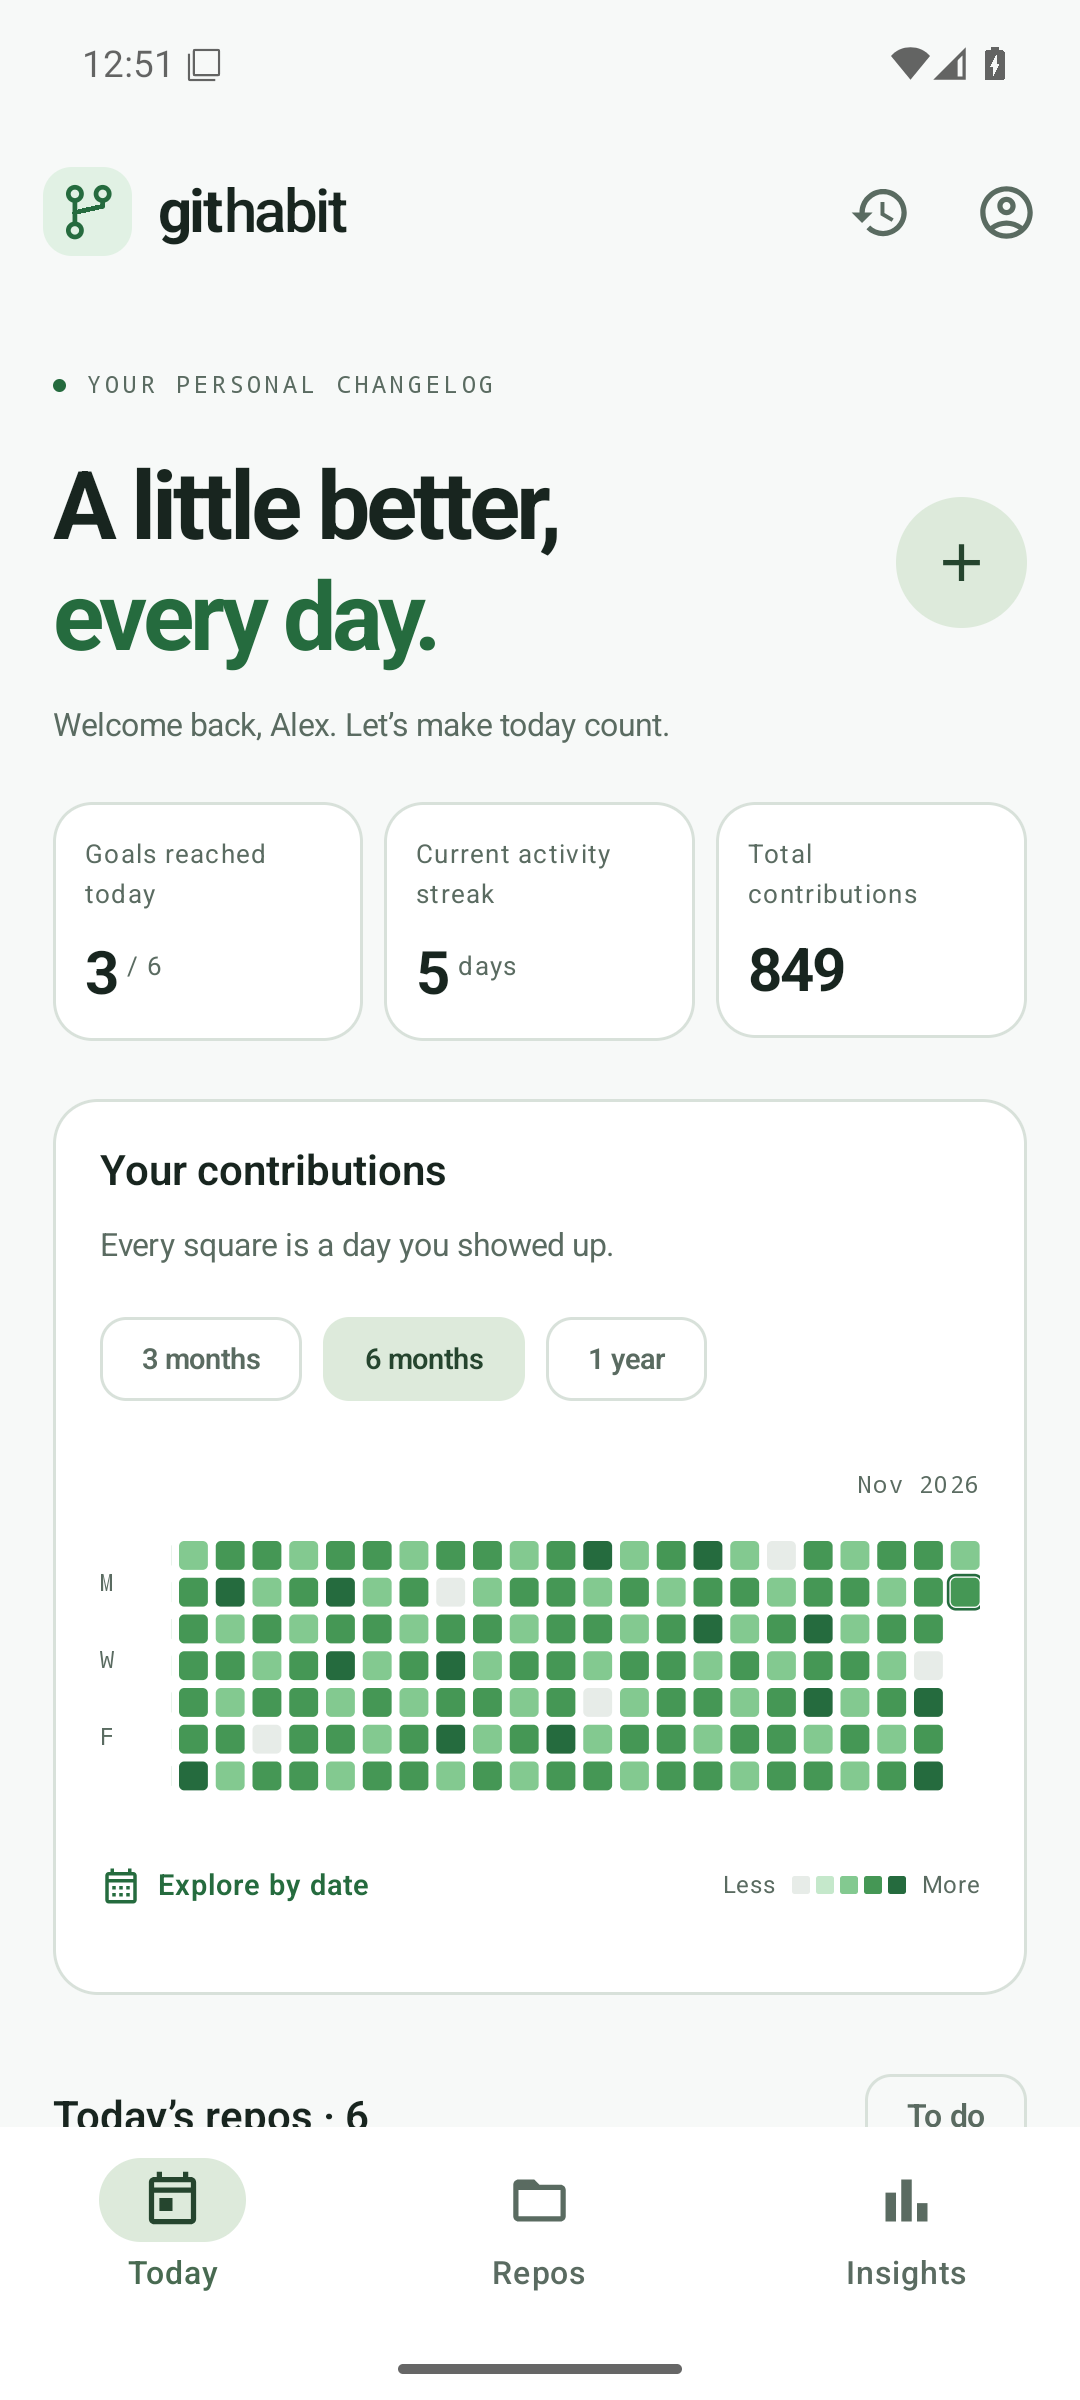 12:51
githabit
YOUR PERSONAL CHANGELOG
A little better,
every day.
Welcome back, Alex. Let’s make today count.
Goals reached
today
3 / 6
Current activity
streak
5 days
Total
contributions
849
Your contributions
Every square is a day you showed up.
3 months
6 months
1 year
Nov 2026
M
W
F
Explore by date
Less
More
Today’s repos · 6
To do
Today
Repos
Insights